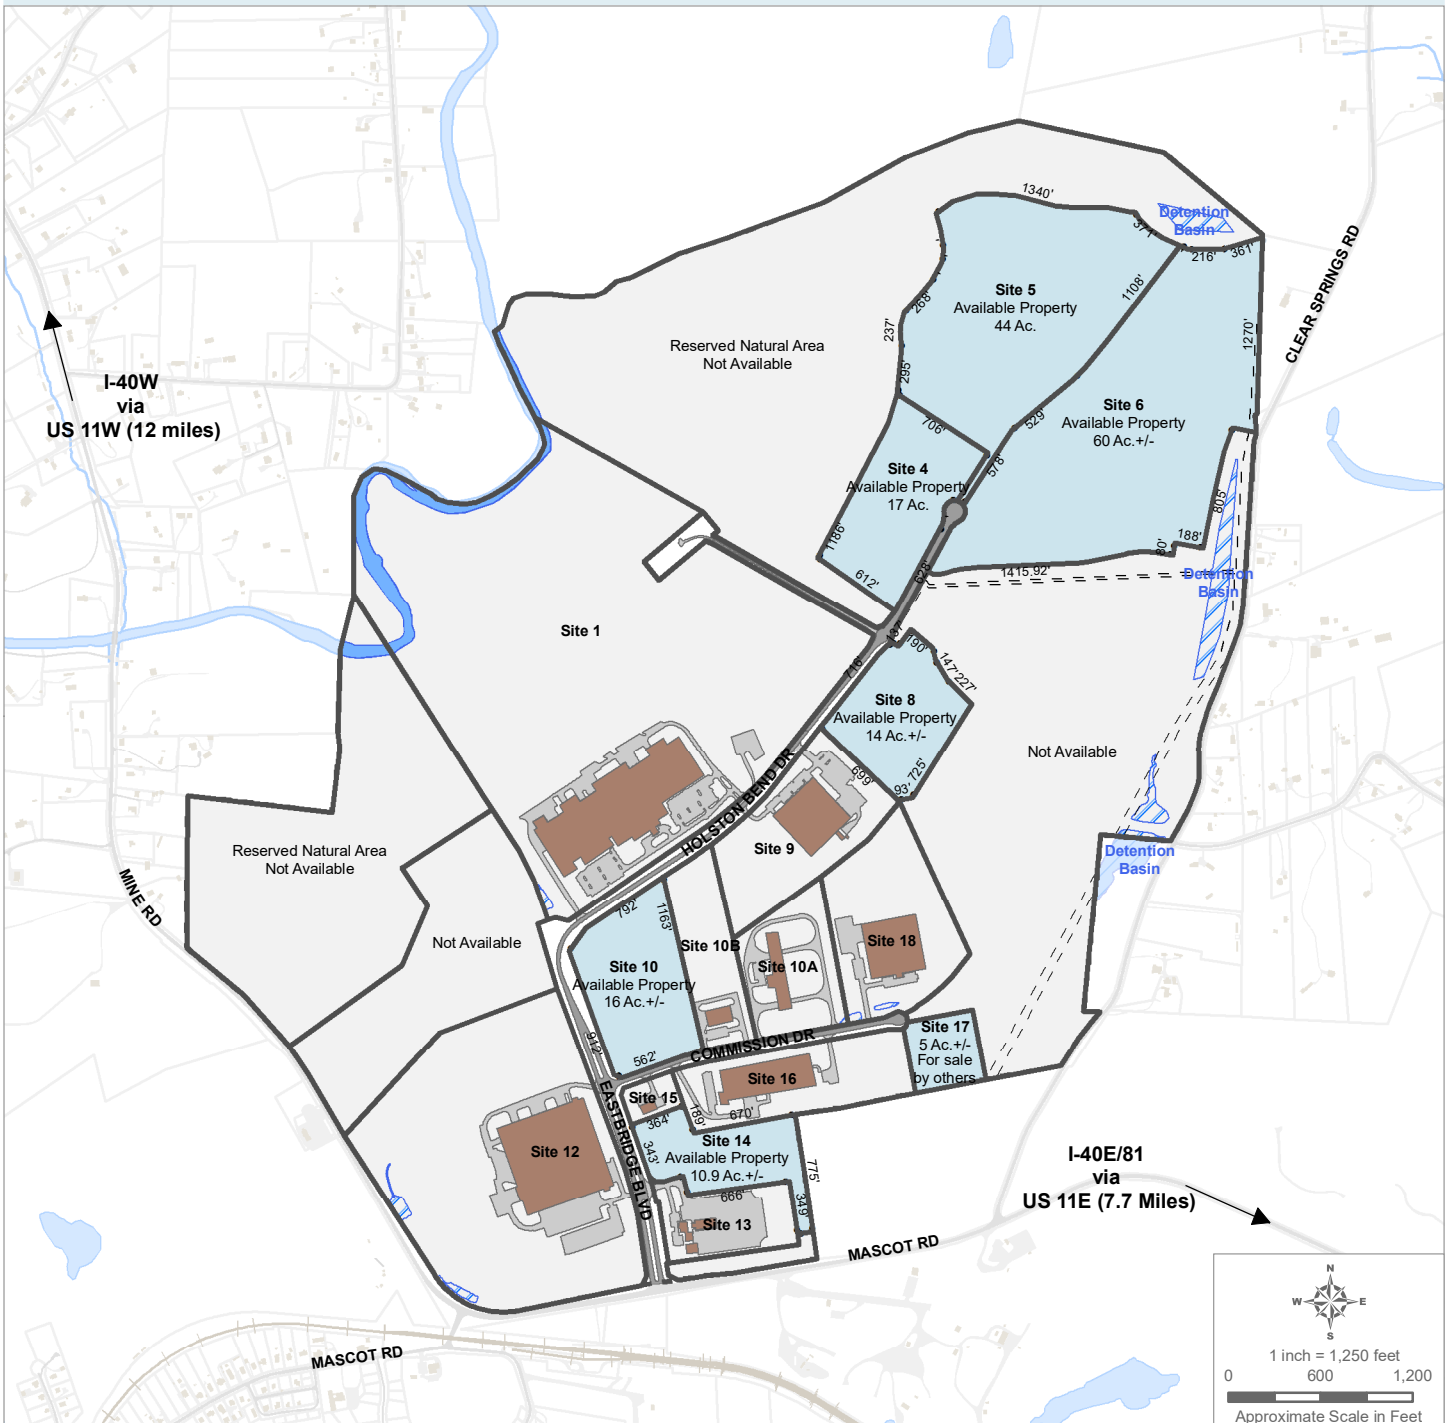 1340'
Detention
Basin
371'
216'
361'
Site 5
Available Property
44 Ac.
268'
1108'
237'
295'
1270'
CLEAR SPRINGS RD
Reserved Natural Area
Not Available
I-40W
via
US 11W (12 miles)
Site 6
Available Property
60 Ac.+/-
706'
529'
578'
Site 4
Available Property
17 Ac.
805'
1186'
188'
80'
612'
628'
1415.92'
Detention
Basin
Site 1
137'
190'
147'
227'
716'
Site 8
Available Property
14 Ac.+/-
Not Available
699'
725'
93'
HOLSTON BEND DR
Site 9
Reserved Natural Area
Not Available
Detention
Basin
MINE RD
792'
1163'
Not Available
Site 10B
Site 18
Site 10
Available Property
16 Ac.+/-
Site 10A
912'
562'
COMMISSION DR
Site 17
5 Ac.+/-
For sale
by others
EASTBRIDGE BLVD
Site 16
Site 15
364'
189'
670'
343'
Site 14
Available Property
10.9 Ac.+/-
775'
Site 12
666'
349'
Site 13
I-40E/81
via
US 11E (7.7 Miles)
MASCOT RD
MASCOT RD
N
W
E
S
1 inch = 1,250 feet
0 600 1,200
Approximate Scale in Feet